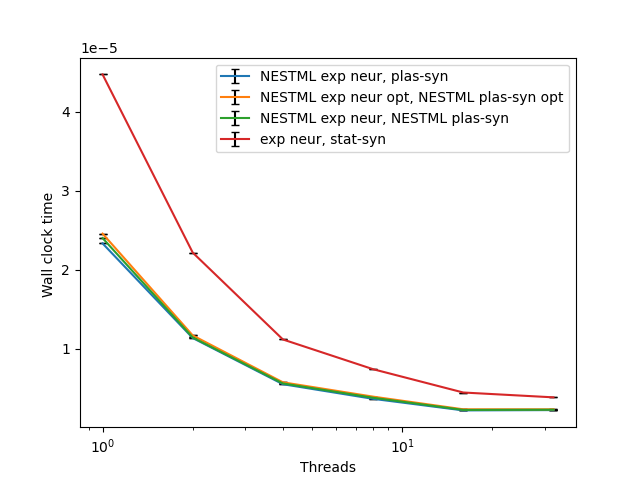 1e−5
NESTML exp neur, plas-syn
NESTML exp neur opt, NESTML plas-syn opt
NESTML exp neur, NESTML plas-syn
exp neur, stat-syn
4
3
2
1
Wall clock time
10⁰
10¹
Threads